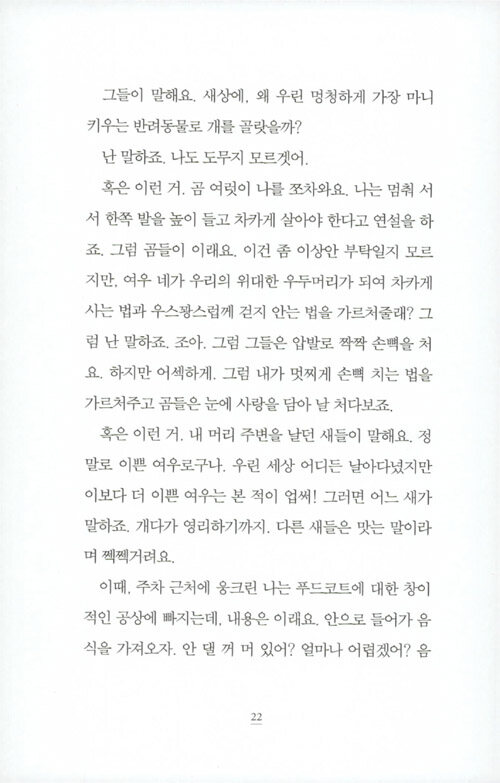 그들이 말해요. 새상에, 왜 우린 멍청하게 가장 마니
키우는 반려동물로 개를 골랏을까?
난 말하죠. 나도 도무지 모르겟어.
혹은 이런 거. 곰 여럿이 나를 쪼차와요. 나는 멈춰 서
서 한쪽 발을 높이 들고 차카게 살아야 한다고 연설을 하
죠. 그럼 곰들이 이래요. 이건 좀 이상안 부탁일지 모르
지만, 여우 네가 우리의 위대한 우두머리가 되여 차카게
사는 법과 우스꽝스럽께 걷지 안는 법을 가르처줄래? 그
럼 난 말하죠. 조아. 그럼 그들은 압발로 짝짝 손뼉을 처
요. 하지만 어섹하게. 그럼 내가 멋찌게 손뼉 치는 법을
가르처주고 곰들은 눈에 사랑을 담아 날 처다보죠.
혹은 이런 거. 내 머리 주변을 날던 새들이 말해요. 정
말로 이쁜 여우로구나. 우린 세상 어디든 날아다녔지만
이보다 더 이쁜 여우는 본 적이 업써! 그러면 어느 새가
말하죠. 개다가 영리하기까지. 다른 새들은 맞는 말이라
며 쩩쩩거려요.
이때, 주차 근처에 웅크린 나는 푸드코트에 대한 창이
적인 공상에 빠지는데, 내용은 이래요. 안으로 들어가 음
식을 가져오자. 안 댈 꺼 머 있어? 얼마나 어렵겠어? 음
22